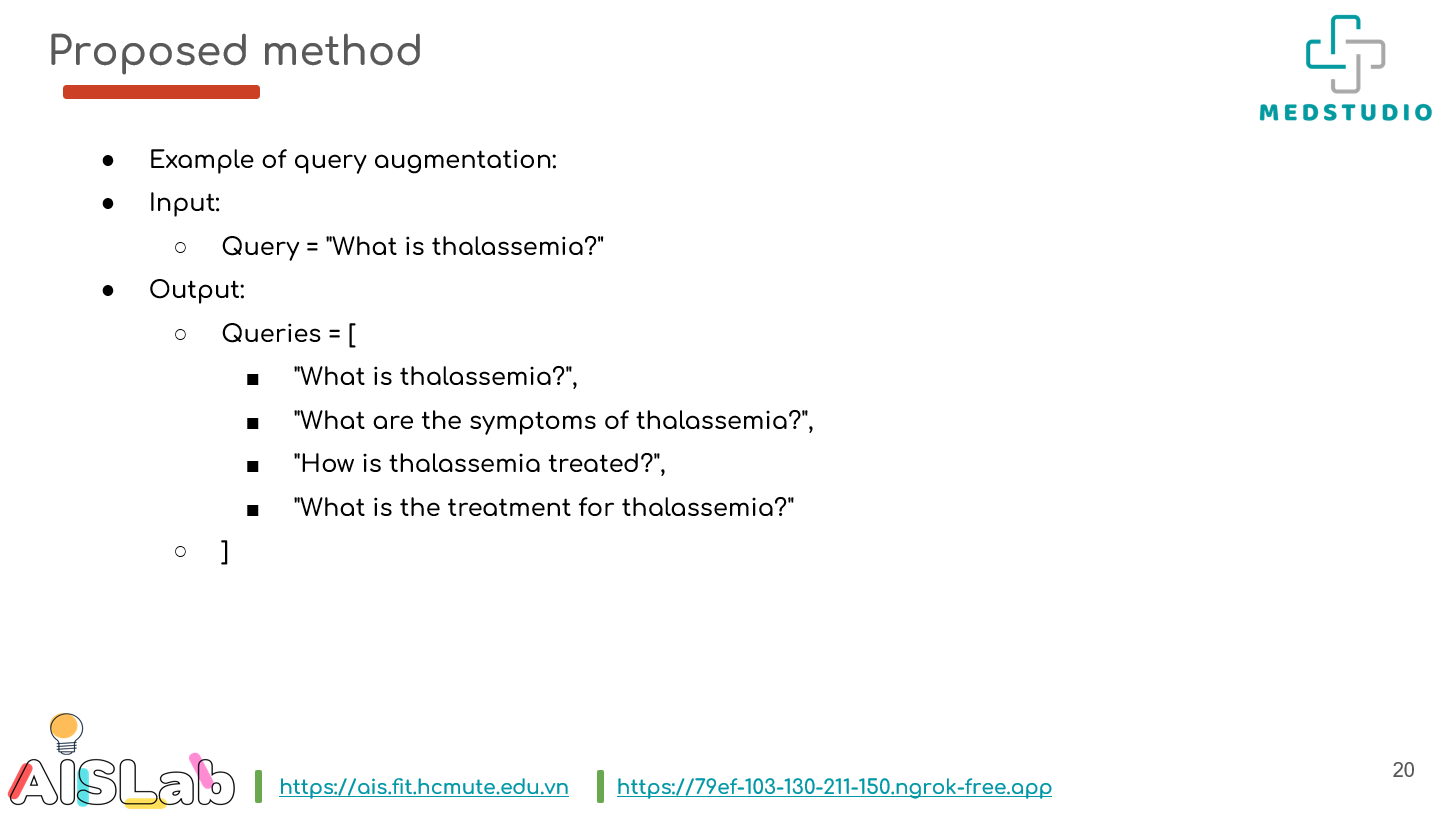 Proposed method
MEDSTUDIO
● Example of query augmentation:
● Input:
○ Query = "What is thalassemia?"
● Output:
○ Queries = [
■ "What is thalassemia?",
■ "What are the symptoms of thalassemia?",
■ "How is thalassemia treated?",
■ "What is the treatment for thalassemia?"
○ ]
AISLab
https://ais.fit.hcmute.edu.vn
https://79ef-103-130-211-150.ngrok-free.app
20